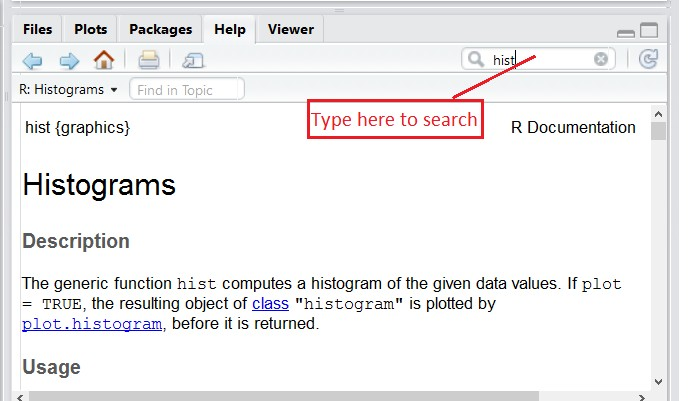 Files Plots Packages Help Viewer
hist
R: Histograms Find in Topic
Type here to search
hist {graphics} R Documentation
Histograms
Description
The generic function hist computes a histogram of the given data values. If plot
= TRUE, the resulting object of class "histogram" is plotted by
plot.histogram, before it is returned.
Usage